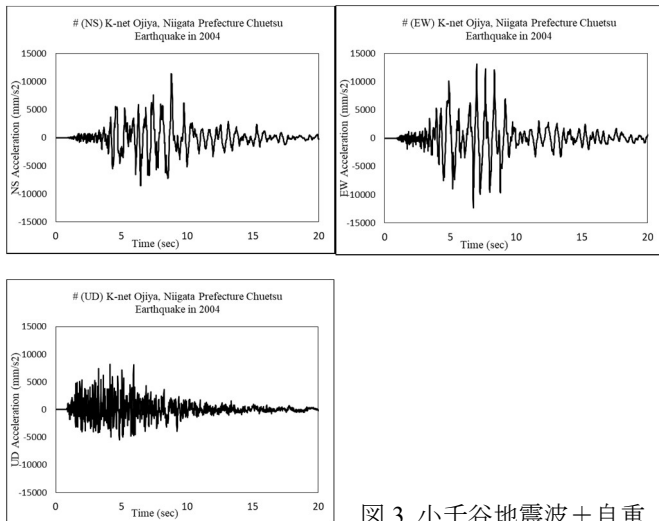 # (NS) K-net Ojiya, Niigata Prefecture Chuetsu
Earthquake in 2004
NS Acceleration (mm/s2)
15000
10000
5000
0
-5000
-10000
-15000
0 5 10 15 20
Time (sec)
# (EW) K-net Ojiya, Niigata Prefecture Chuetsu
Earthquake in 2004
EW Acceleration (mm/s2)
15000
10000
5000
0
-5000
-10000
-15000
0 5 10 15 20
Time (sec)
# (UD) K-net Ojiya, Niigata Prefecture Chuetsu
Earthquake in 2004
UD Acceleration (mm/s2)
15000
10000
5000
0
-5000
-10000
-15000
0 5 10 15 20
Time (sec)
図 3 小千谷地震波＋自重